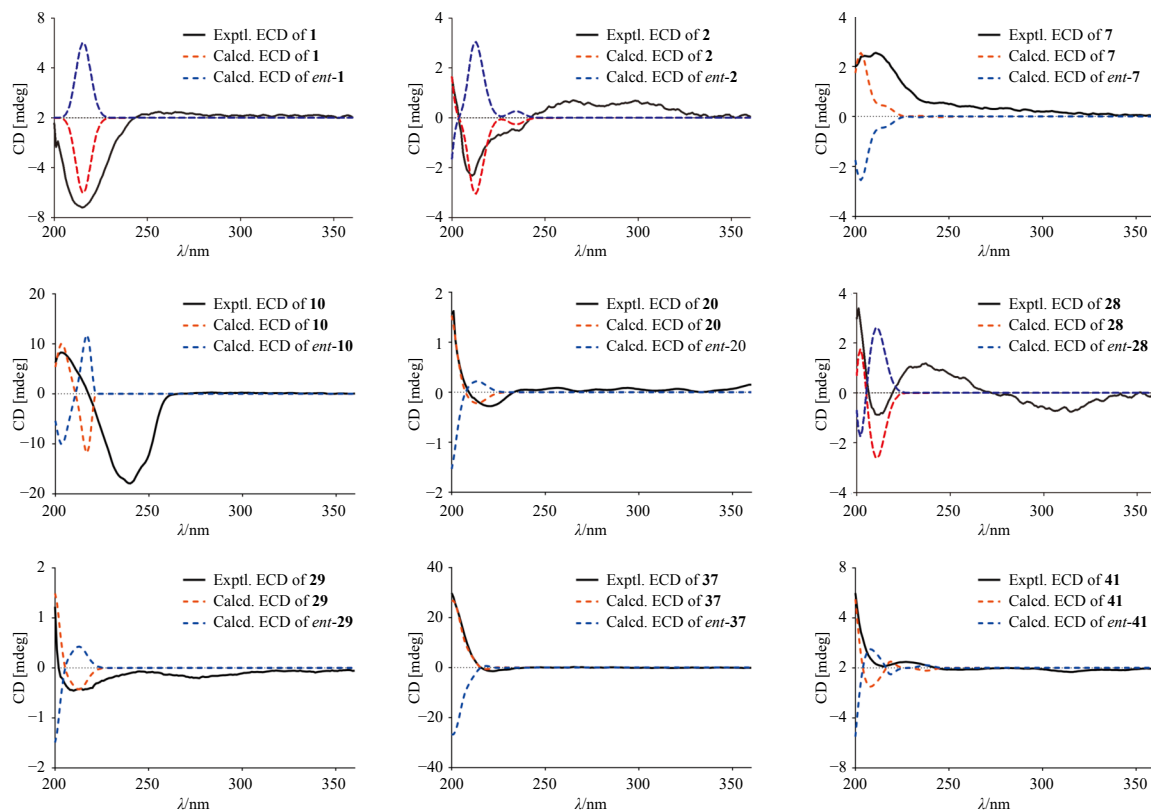 8
4
2
−4
−8
CD [mdeg]
Exptl. ECD of 1
Calcd. ECD of 1
Calcd. ECD of ent-1
200 250 300 350
λ/nm
4
2
0
−2
−4
CD [mdeg]
Exptl. ECD of 2
Calcd. ECD of 2
Calcd. ECD of ent-2
200 250 300 350
λ/nm
4
2
0
−2
−4
CD [mdeg]
Exptl. ECD of 7
Calcd. ECD of 7
Calcd. ECD of ent-7
200 250 300 350
λ/nm
20
10
0
−10
−20
CD [mdeg]
Exptl. ECD of 10
Calcd. ECD of 10
Calcd. ECD of ent-10
200 250 300 350
λ/nm
2
1
0
−1
−2
CD [mdeg]
Exptl. ECD of 20
Calcd. ECD of 20
Calcd. ECD of ent-20
200 250 300 350
λ/nm
4
2
0
−2
−4
CD [mdeg]
Exptl. ECD of 28
Calcd. ECD of 28
Calcd. ECD of ent-28
200 250 300 350
λ/nm
2
1
0
−1
−2
CD [mdeg]
Exptl. ECD of 29
Calcd. ECD of 29
Calcd. ECD of ent-29
200 250 300 350
λ/nm
40
20
0
−20
−40
CD [mdeg]
Exptl. ECD of 37
Calcd. ECD of 37
Calcd. ECD of ent-37
200 250 300 350
λ/nm
8
4
2
−4
−8
CD [mdeg]
Exptl. ECD of 41
Calcd. ECD of 41
Calcd. ECD of ent-41
200 250 300 350
λ/nm